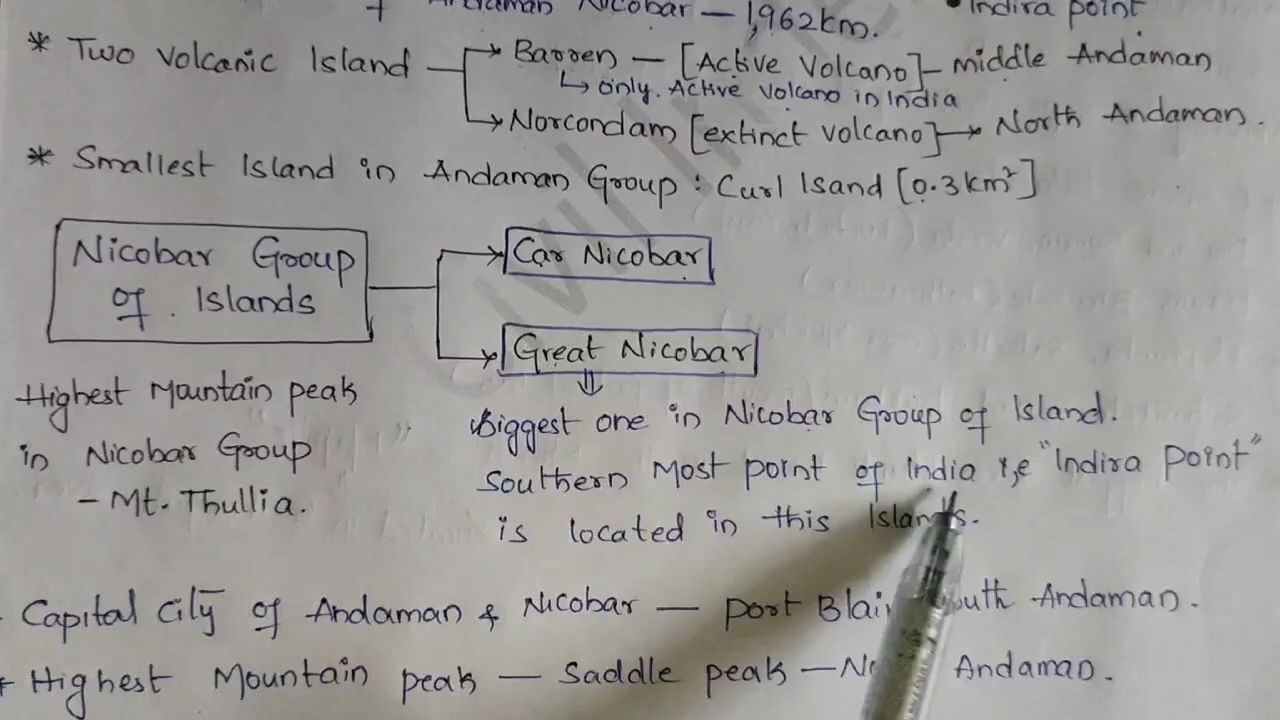 + Andaman Nicobar – 1,962km.
• Indira point
* Two Volcanic Island
Barren – [Active Volcano] – middle Andaman
↳ only. Active Volcano in India
Norcondam [extinct volcano] → North Andaman.
* Smallest Island in Andaman Group : Curl Isand [0.3km²]
Nicobar Group
of . Islands
Car Nicobar
Great Nicobar
Highest Mountain peak
in Nicobar Group
– Mt. Thullia.
Biggest one in Nicobar Group of Island.
Southern Most point of India i,e "Indira Point"
is located in this Islands.
Capital City of Andaman & Nicobar – Port Blair South Andaman.
+ Highest Mountain peak – Saddle peak – Andaman.